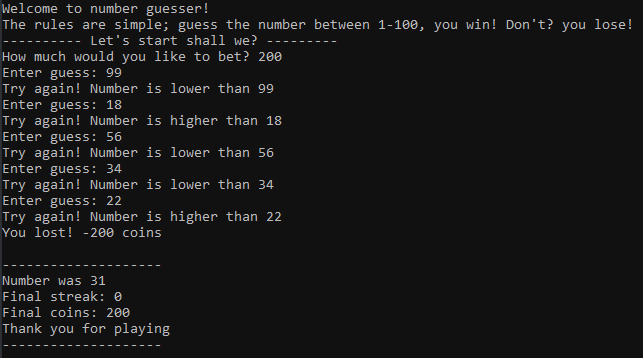 Welcome to number guesser!
The rules are simple; guess the number between 1-100, you win! Don't? you lose!
---------- Let's start shall we? ---------
How much would you like to bet? 200
Enter guess: 99
Try again! Number is lower than 99
Enter guess: 18
Try again! Number is higher than 18
Enter guess: 56
Try again! Number is lower than 56
Enter guess: 34
Try again! Number is lower than 34
Enter guess: 22
Try again! Number is higher than 22
You lost! -200 coins
--------------------
Number was 31
Final streak: 0
Final coins: 200
Thank you for playing
--------------------